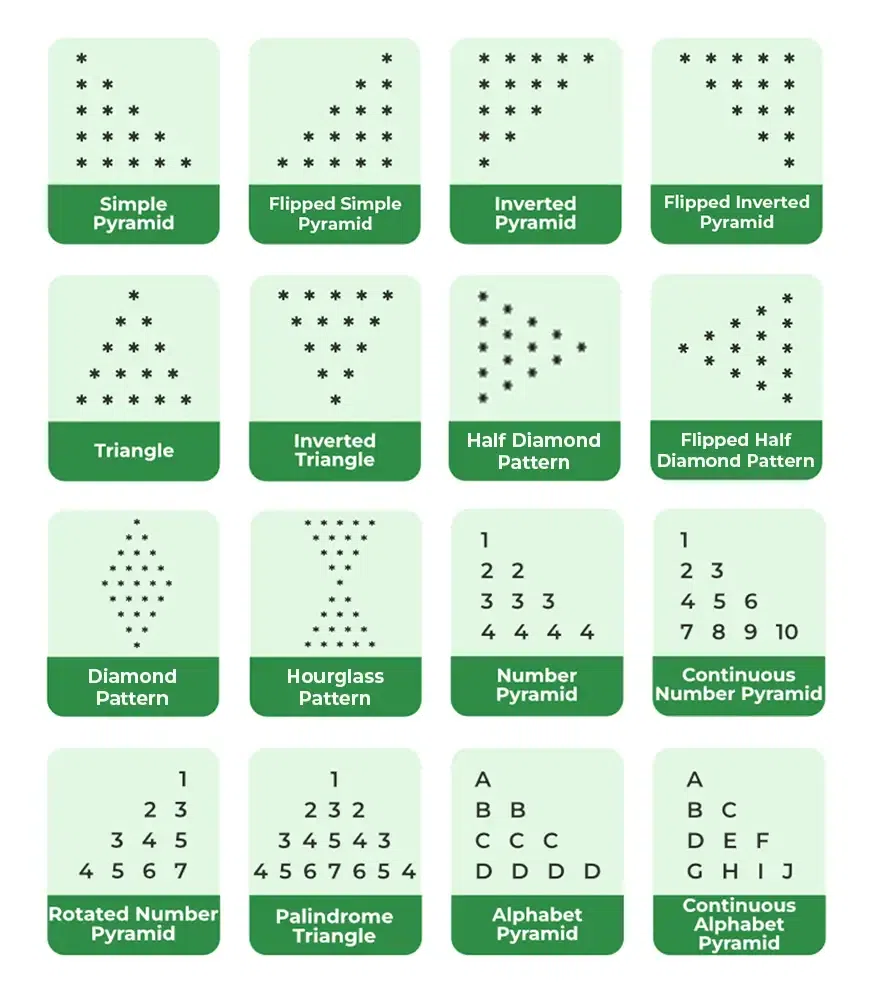 *
* *
* * *
* * * *
* * * * *
Simple
Pyramid
*
* *
* * *
* * * *
* * * * *
Flipped Simple
Pyramid
* * * * *
* * * *
* * *
* *
*
Inverted
Pyramid
* * * * *
* * * *
* * *
* *
*
Flipped Inverted
Pyramid
*
* *
* * *
* * * *
* * * * *
Triangle
* * * * *
* * * *
* * *
* *
*
Inverted
Triangle
*
*
* *
*
* * *
* *
* *
*
*
Half Diamond
Pattern
*
*
* *
* *
* * *
* *
* *
*
*
Flipped Half
Diamond Pattern
*
* *
* * *
* * * *
* * * * *
* * * *
* * *
* *
*
Diamond
Pattern
* * * * *
* * * *
* * *
* *
*
* *
* * *
* * * *
* * * * *
Hourglass
Pattern
1
2 2
3 3 3
4 4 4 4
Number
Pyramid
1
2 3
4 5 6
7 8 9 10
Continuous
Number Pyramid
1
2 3
3 4 5
4 5 6 7
Rotated Number
Pyramid
1
2 3 2
3 4 5 4 3
4 5 6 7 6 5 4
Palindrome
Triangle
A
B B
C C C
D D D D
Alphabet
Pyramid
A
B C
D E F
G H I J
Continuous
Alphabet
Pyramid